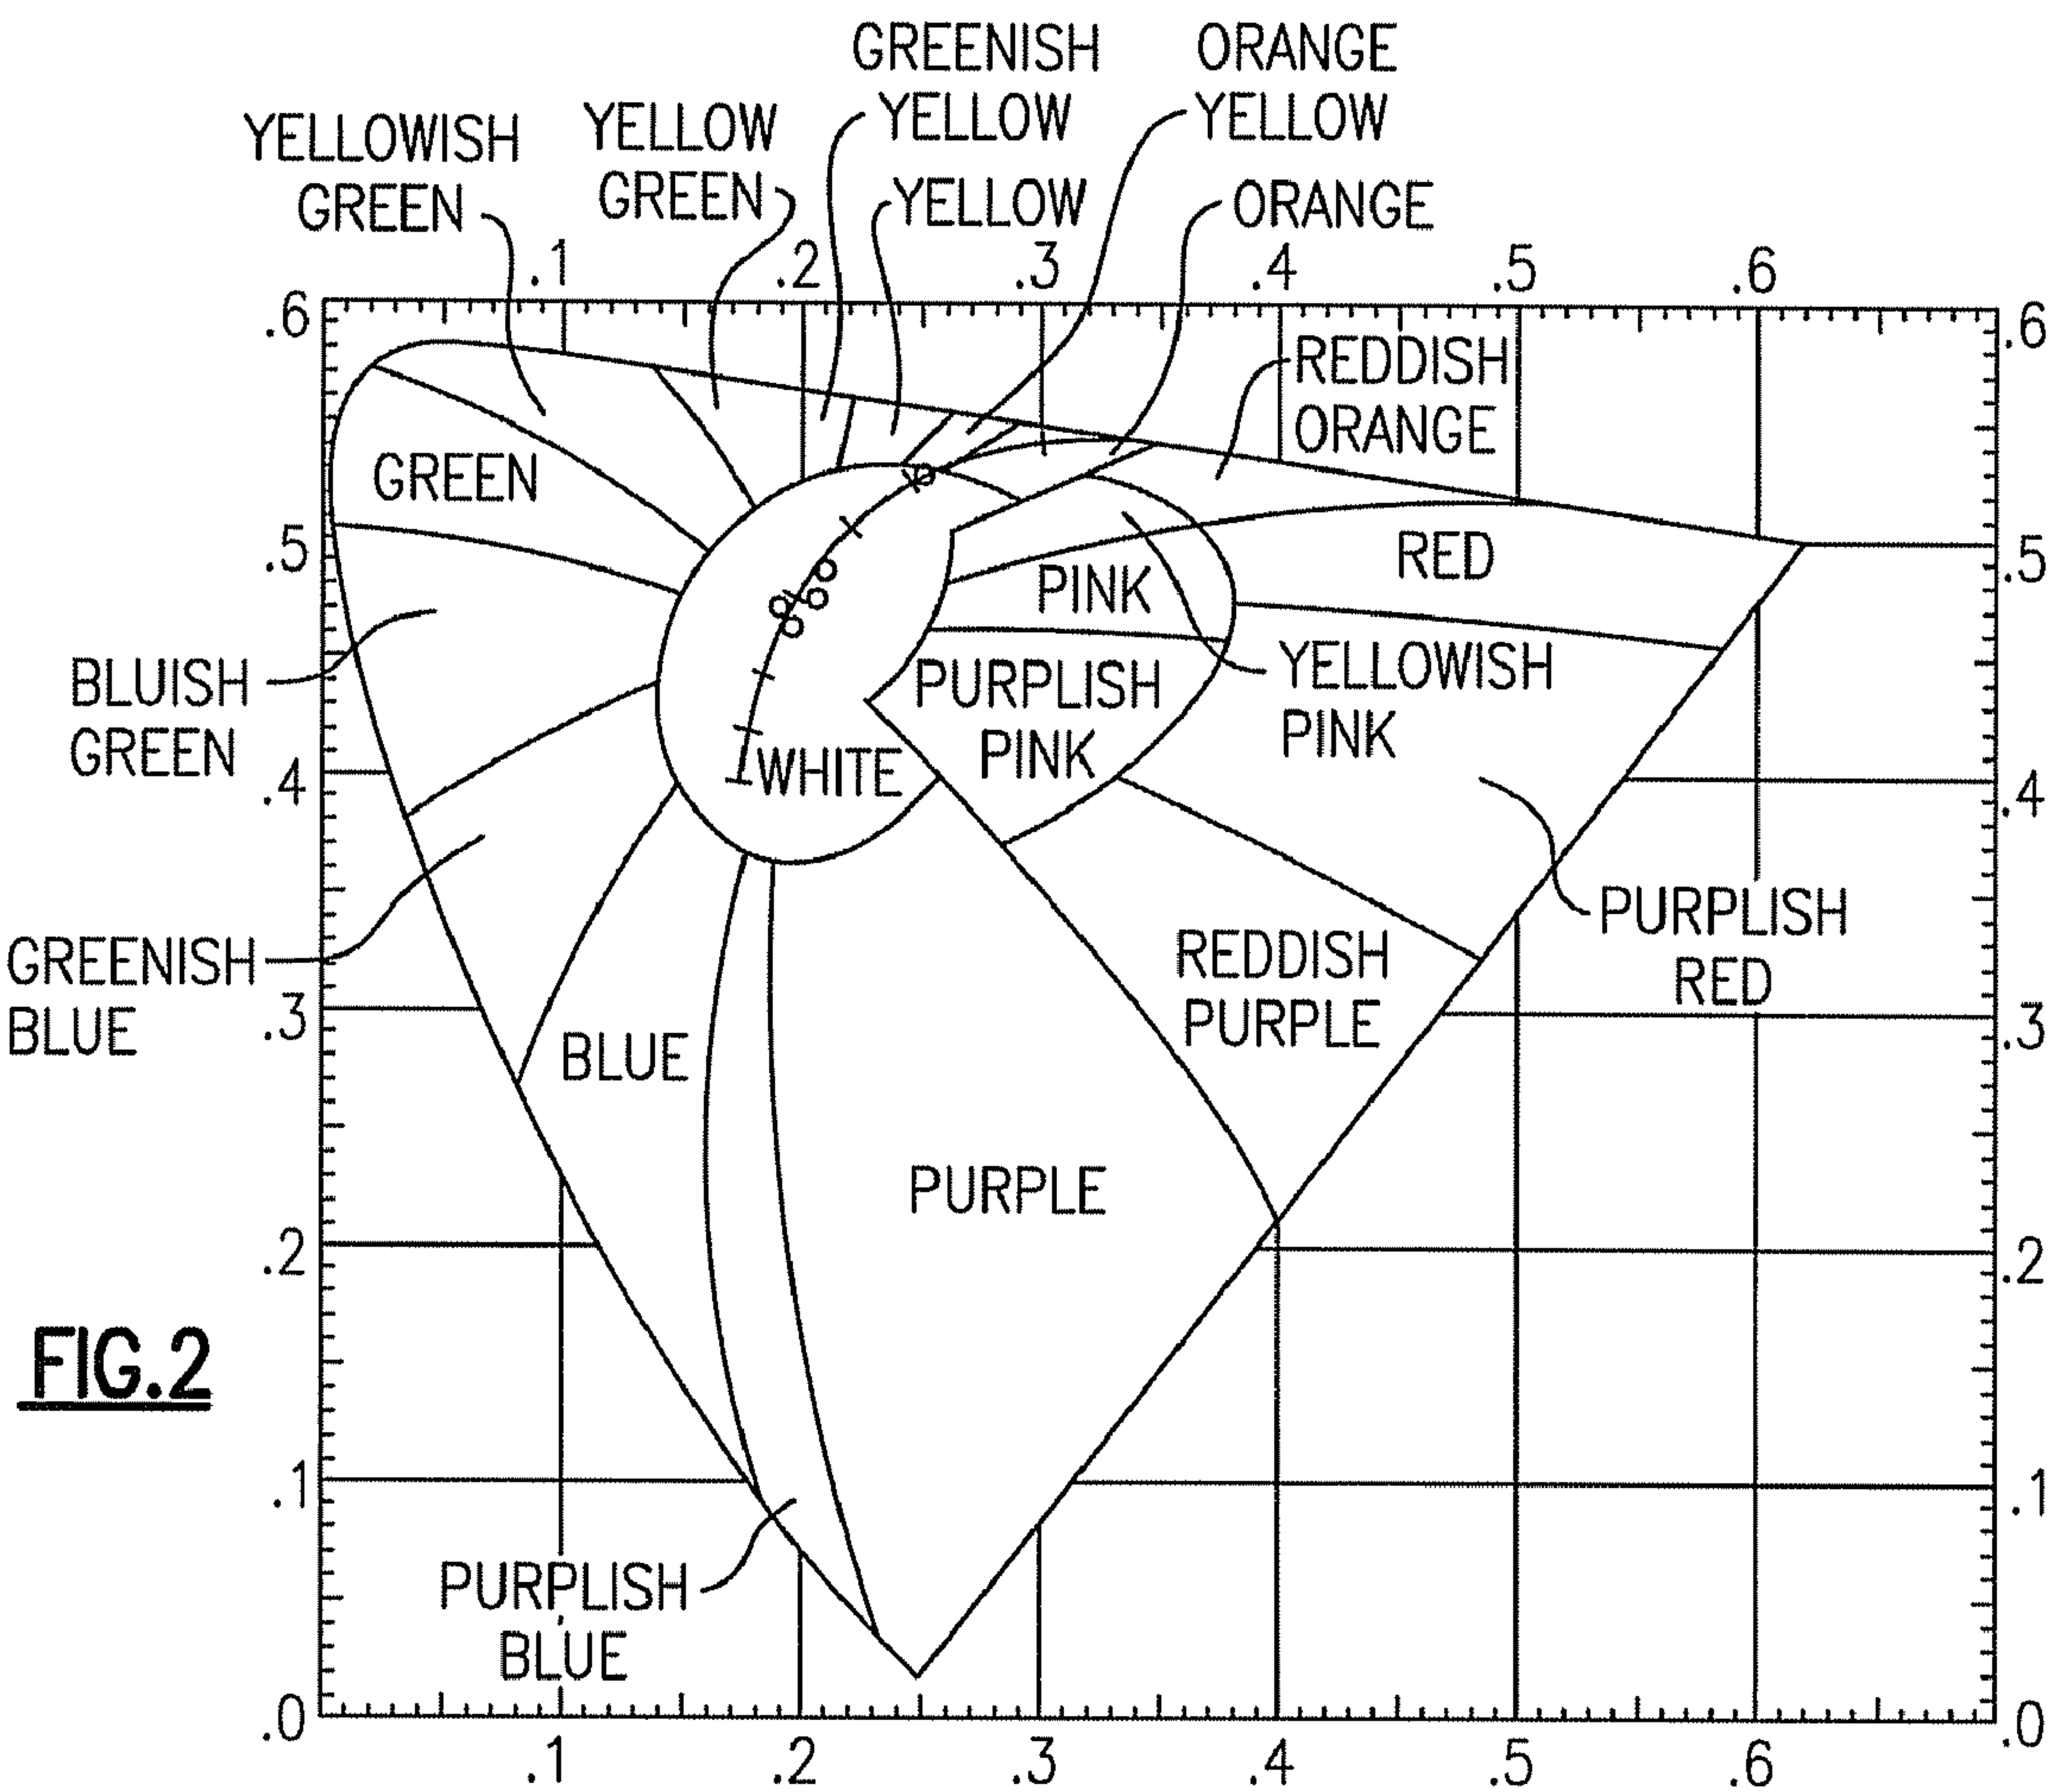 GREENISH
YELLOW
ORANGE
YELLOW
YELLOWISH
GREEN
YELLOW
GREEN
YELLOW
ORANGE
.1 .2 .3 .4 .5 .6
.6 .6
REDDISH
ORANGE
GREEN
.5 .5
RED
PINK
BLUISH
GREEN
PURPLISH
PINK
YELLOWISH
PINK
WHITE
.4 .4
GREENISH
BLUE
PURPLISH
RED
REDDISH
PURPLE
.3 .3
BLUE
PURPLE
.2 .2
FIG.2
.1 .1
PURPLISH
BLUE
.0 .0
.1 .2 .3 .4 .5 .6